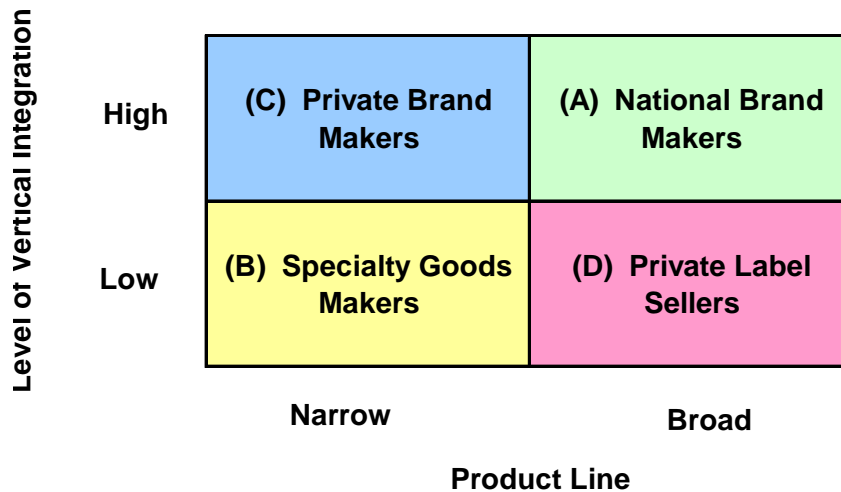 Level of Vertical Integration
High
(C) Private Brand
Makers
(A) National Brand
Makers
Low
(B) Specialty Goods
Makers
(D) Private Label
Sellers
Narrow
Broad
Product Line